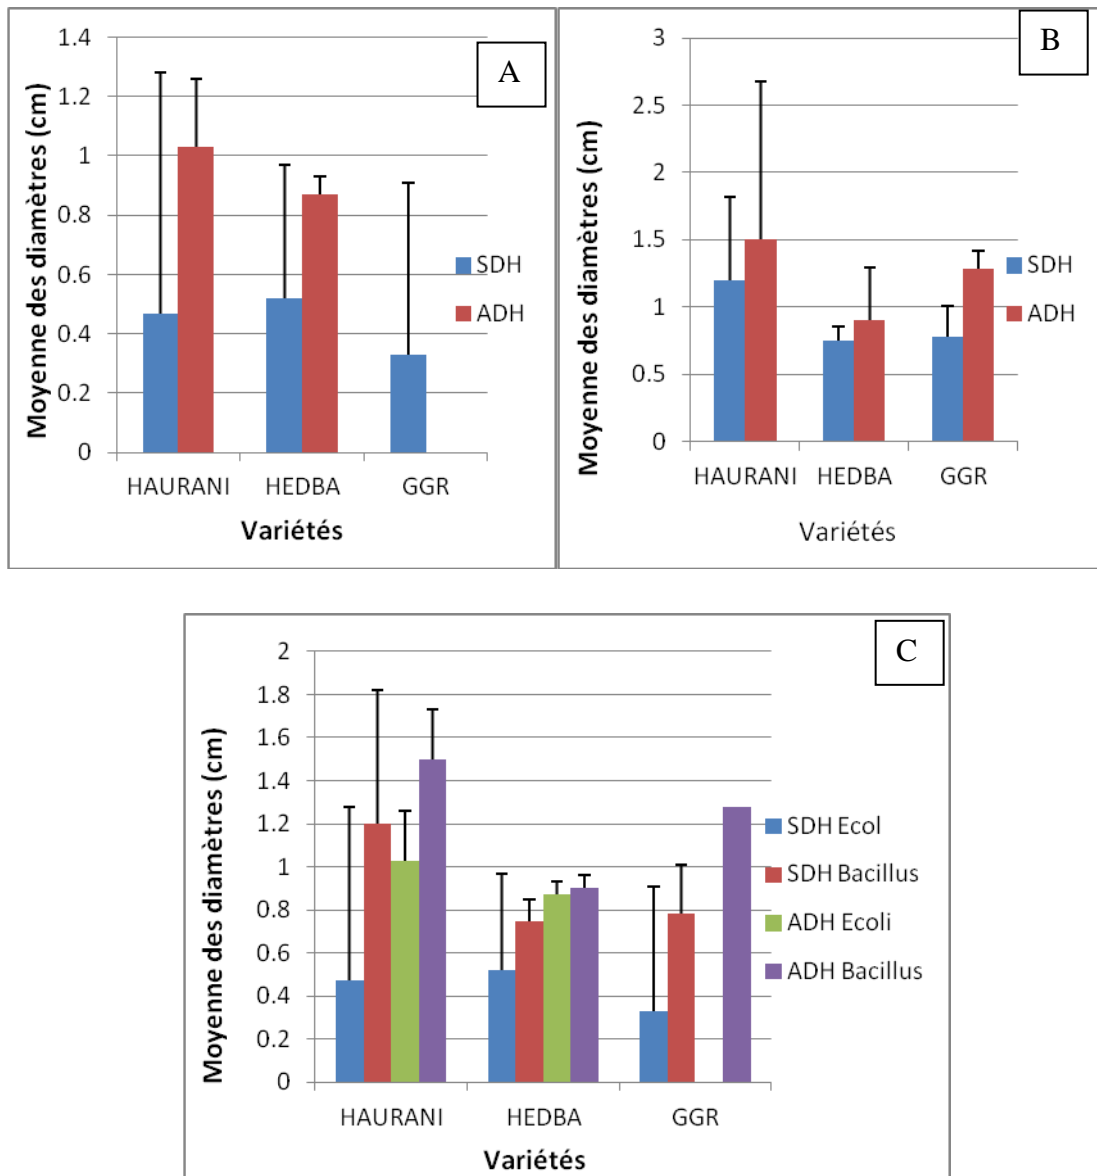 A
Moyenne des diamètres (cm)
1.4
1.2
1
0.8
0.6
0.4
0.2
0
HAURANI
HEDBA
GGR
Variétés
SDH
ADH
B
Moyenne des diamètres (cm)
3
2.5
2
1.5
1
0.5
0
HAURANI
HEDBA
GGR
Variétés
SDH
ADH
C
Moyenne des diamètres (cm)
2
1.8
1.6
1.4
1.2
1
0.8
0.6
0.4
0.2
0
HAURANI
HEDBA
GGR
Variétés
SDH Ecol
SDH Bacillus
ADH Ecoli
ADH Bacillus